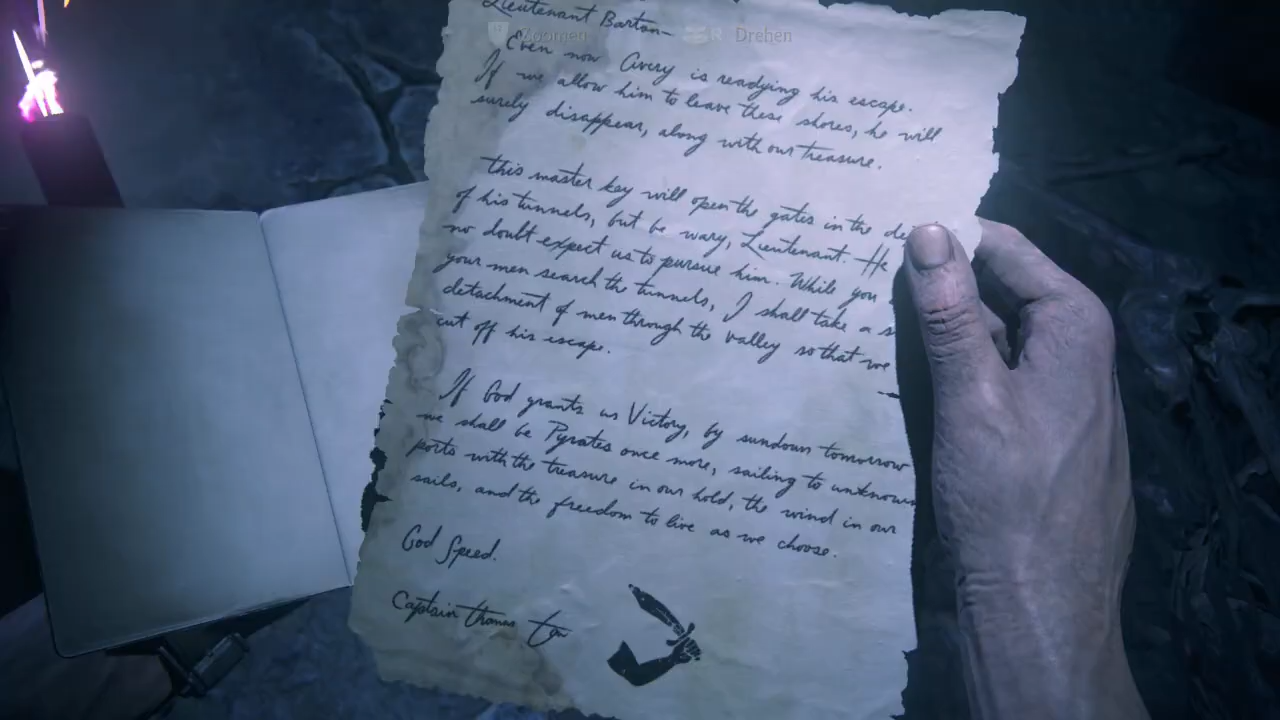 Lieutenant Barton-
Zoomen R Drehen
Even now Avery is readying his escape.
If we allow him to leave these shores, he will
surely disappear, along with our treasure.
This master key will open the gates in the de
of his tunnels, but be wary, Lieutenant. He
no doubt expect us to pursue him. While you
your men search the tunnels, I shall take a s
detachment of men through the valley so that we
cut off his escape.
If God grants us Victory, by sundown tomorrow
we shall be Pyrates once more, sailing to unknown
ports with the treasure in our hold, the wind in our
sails, and the freedom to live as we choose.
God Speed.
Captain Thomas Tew